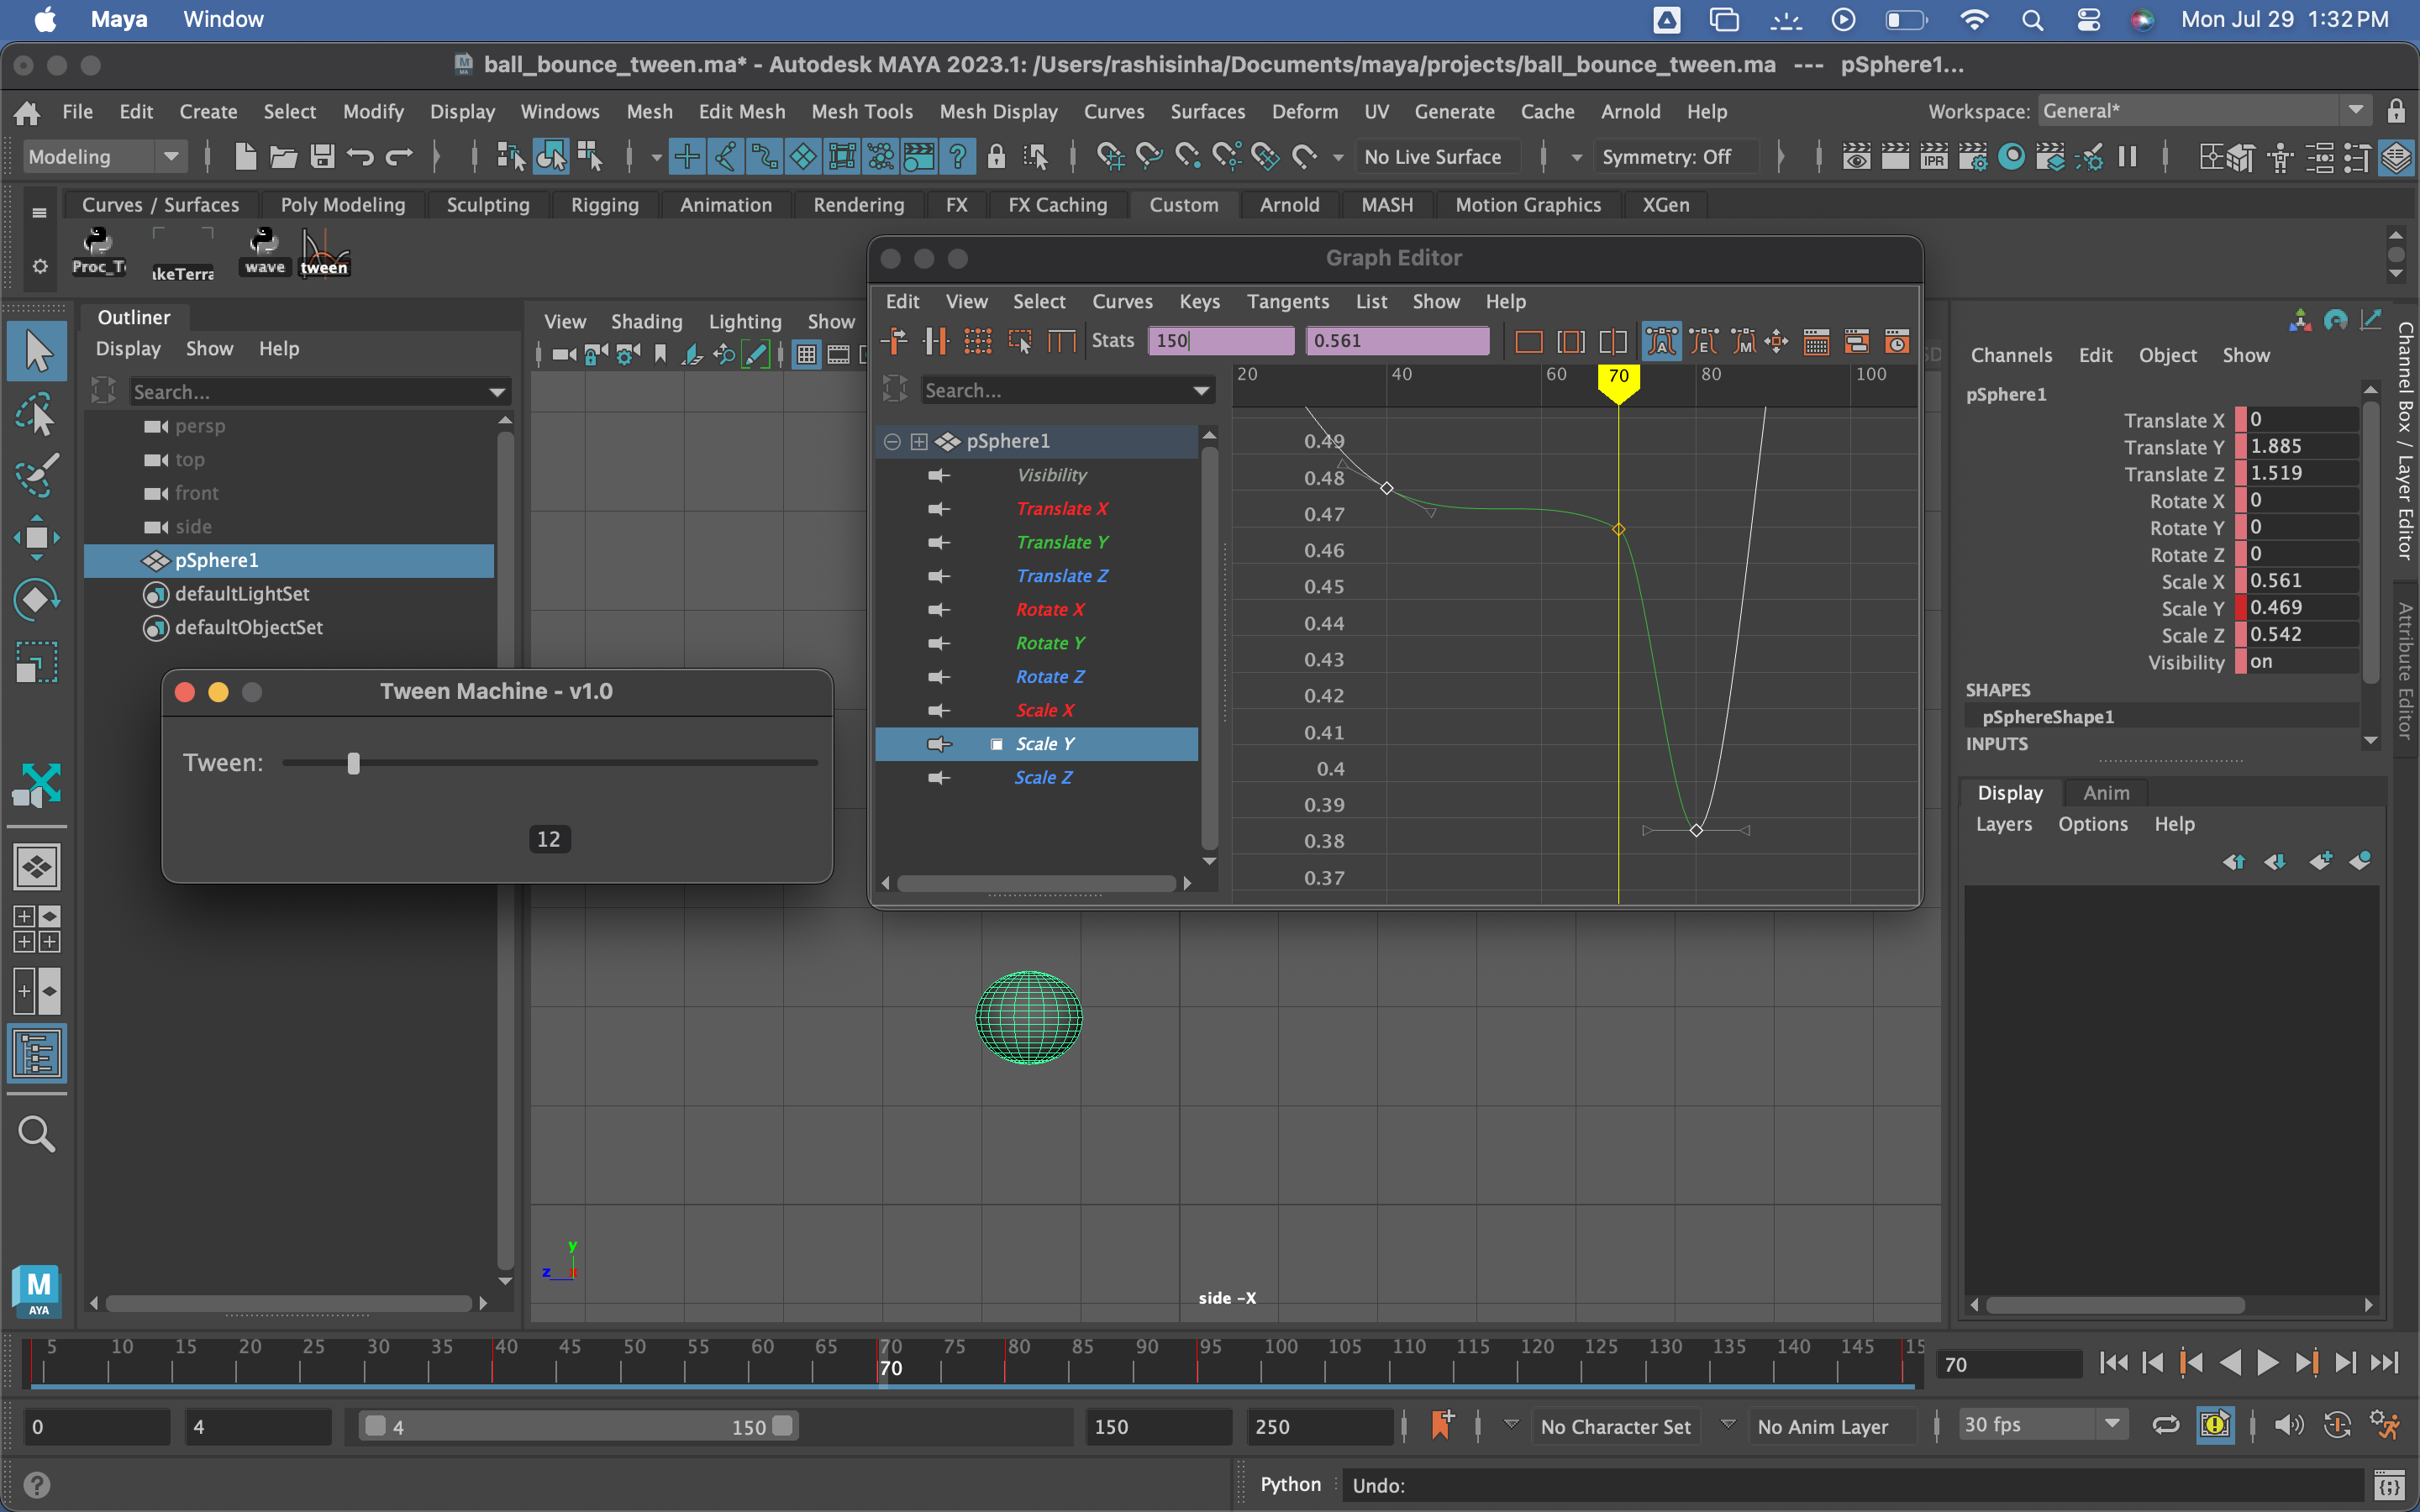 Maya Window Mon Jul 29 1:32 PM
ball_bounce_tween.ma* - Autodesk MAYA 2023.1: /Users/rashisinha/Documents/maya/projects/ball_bounce_tween.ma --- pSphere1...
File Edit Create Select Modify Display Windows Mesh Edit Mesh Mesh Tools Mesh Display Curves Surfaces Deform UV Generate Cache Arnold Help Workspace: General*
Modeling No Live Surface Symmetry: Off IPR
Curves / Surfaces Poly Modeling Sculpting Rigging Animation Rendering FX FX Caching Custom Arnold MASH Motion Graphics XGen
Proc_T ikeTerra wave tween
Outliner
Display Show Help
Search...
persp
top
front
side
pSphere1
defaultLightSet
defaultObjectSet
View Shading Lighting Show
Tween Machine - v1.0
Tween:
12
Graph Editor
Edit View Select Curves Keys Tangents List Show Help
Stats 150 0.561
Search...
pSphere1
Visibility
Translate X
Translate Y
Translate Z
Rotate X
Rotate Y
Rotate Z
Scale X
Scale Y
Scale Z
20 40 60 70 80 100
0.49
0.48
0.47
0.46
0.45
0.44
0.43
0.42
0.41
0.4
0.39
0.38
0.37
y
z x
side -X
Channels Edit Object Show
pSphere1
Translate X 0
Translate Y 1.885
Translate Z 1.519
Rotate X 0
Rotate Y 0
Rotate Z 0
Scale X 0.561
Scale Y 0.469
Scale Z 0.542
Visibility on
SHAPES
pSphereShape1
INPUTS
Channel Box / Layer Editor
Attribute Editor
Display Anim
Layers Options Help
M
AYA
5 10 15 20 25 30 35 40 45 50 55 60 65 70 75 80 85 90 95 100 105 110 115 120 125 130 135 140 145 15
70
70
0 4 4 150 150 250 No Character Set No Anim Layer 30 fps
Python Undo: